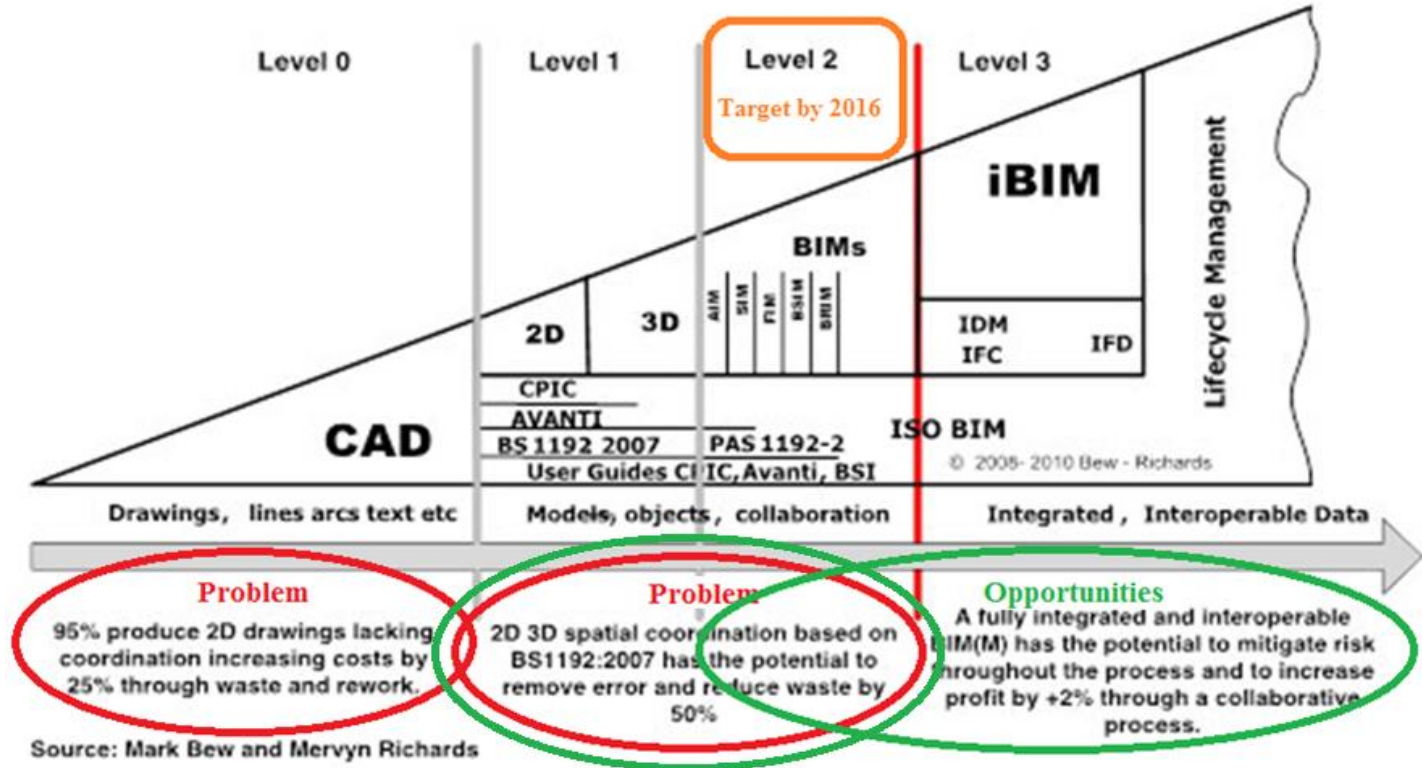 Level 0
Level 1
Level 2
Level 3
Target by 2016
iBIM
BIMs
AIM
SIM
FIM
BSIM
BRIM
2D
3D
IDM
IFC
IFD
Lifecycle Management
CPIC
AVANTI
CAD
BS 1192 2007
PAS 1192-2
ISO BIM
User Guides CPIC, Avanti, BSI
© 2008- 2010 Bew - Richards
Drawings, lines arcs text etc
Models, objects, collaboration
Integrated, Interoperable Data
Problem
95% produce 2D drawings lacking
coordination increasing costs by
25% through waste and rework.
Problem
2D 3D spatial coordination based on
BS1192:2007 has the potential to
remove error and reduce waste by
50%
Opportunities
A fully integrated and interoperable
BIM(M) has the potential to mitigate risk
throughout the process and to increase
profit by +2% through a collaborative
process.
Source: Mark Bew and Mervyn Richards